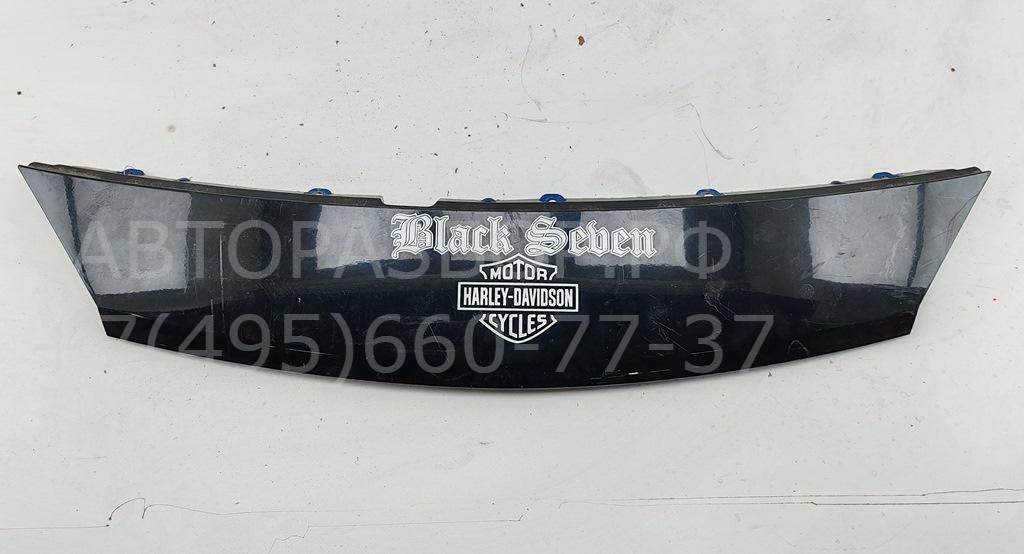 Black Seven
АВТОРАЗБОР.РФ
MOTOR
HARLEY-DAVIDSON
CYCLES
+7(495)660-77-37